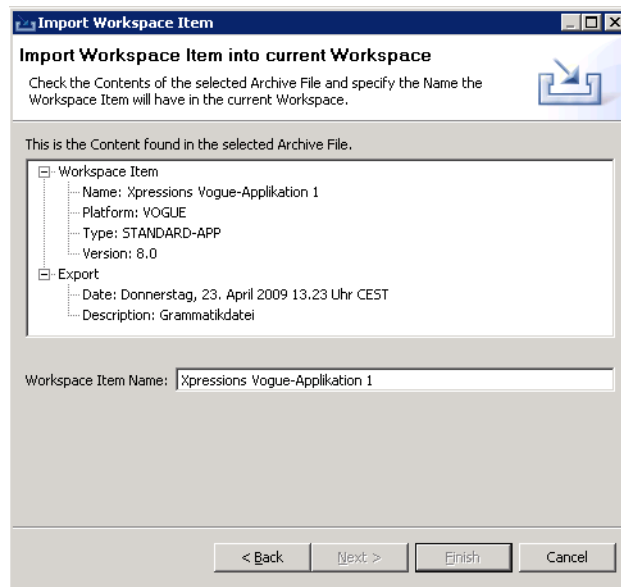 Import Workspace Item
Import Workspace Item into current Workspace
Check the Contents of the selected Archive File and specify the Name the
Workspace Item will have in the current Workspace.
This is the Content found in the selected Archive File.
Workspace Item
Name: Xpressions Vogue-Applikation 1
Platform: VOGUE
Type: STANDARD-APP
Version: 8.0
Export
Date: Donnerstag, 23. April 2009 13.23 Uhr CEST
Description: Grammatikdatei
Workspace Item Name: Xpressions Vogue-Applikation 1
< Back Next > Finish Cancel